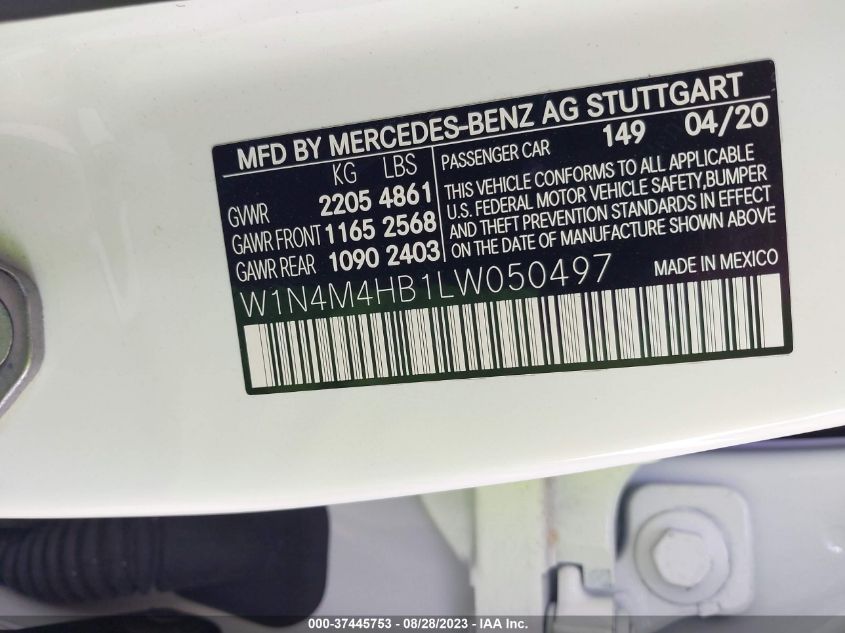 MFD BY MERCEDES-BENZ AG STUTTGART
KG LBS
GVWR 2205 4861
GAWR FRONT 1165 2568
GAWR REAR 1090 2403
PASSENGER CAR 149 04/20
THIS VEHICLE CONFORMS TO ALL APPLICABLE
U.S. FEDERAL MOTOR VEHICLE SAFETY,BUMPER
AND THEFT PREVENTION STANDARDS IN EFFECT
ON THE DATE OF MANUFACTURE SHOWN ABOVE
W1N4M4HB1LW050497 MADE IN MEXICO
000-37445753 - 08/28/2023 - IAA Inc.